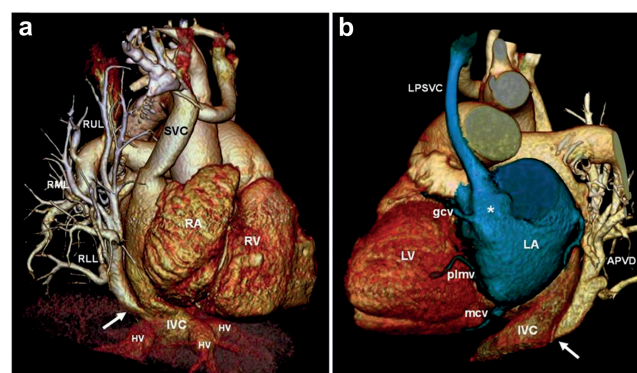 a
RUL
SVC
RML
RA
RV
RLL
IVC
HV
HV
HV
b
LPSVC
gcv
*
LV
LA
plmv
APVD
mcv
IVC